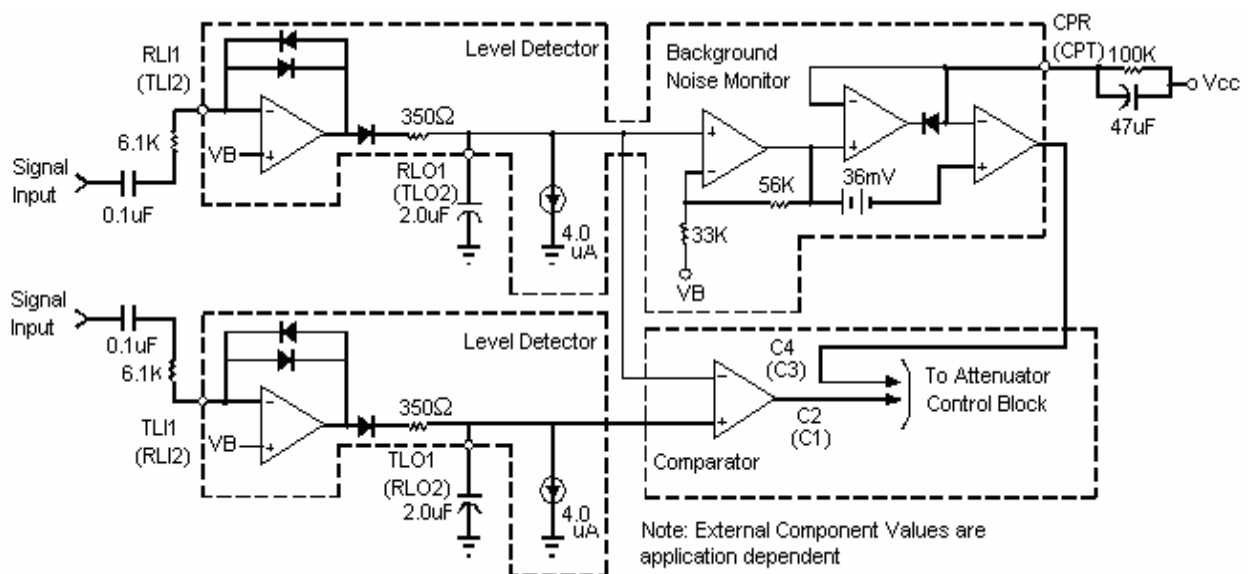 RLI1
(TLI2)
Level Detector
Background
Noise Monitor
CPR
(CPT)
100K
Vcc
47uF
350Ω
6.1K
VB
Signal
Input
0.1uF
RLO1
(TLO2)
2.0uF
4.0
uA
56K
36mV
33K
VB
Signal
Input
0.1uF
6.1K
Level Detector
350Ω
VB
TLI1
(RLI2)
TLO1
(RLO2)
2.0uF
4.0
uA
C4
(C3)
To Attenuator
Control Block
C2
(C1)
Comparator
Note: External Component Values are
application dependent